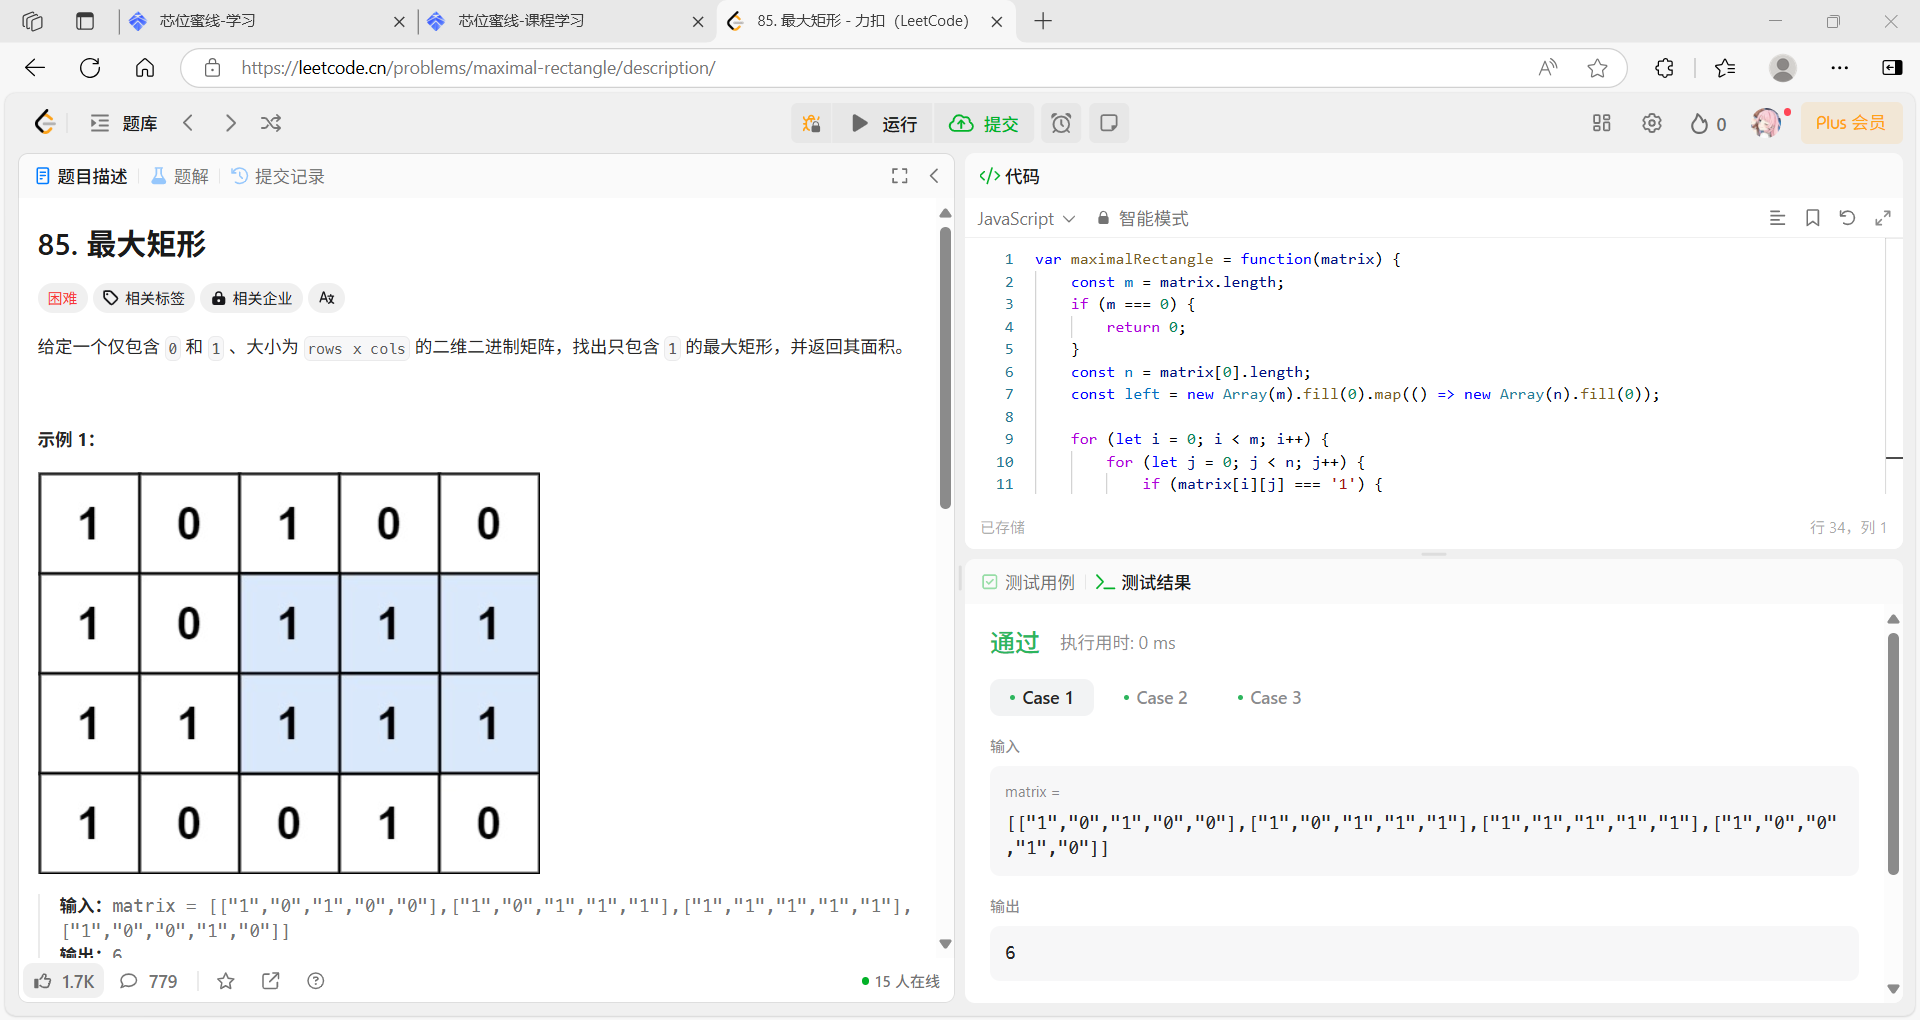 芯位蜜线-学习
芯位蜜线-课程学习
85. 最大矩形 - 力扣（LeetCode）
https://leetcode.cn/problems/maximal-rectangle/description/
题库
运行
提交
0
Plus 会员
题目描述
题解
提交记录
85. 最大矩形
困难
相关标签
相关企业
给定一个仅包含 0 和 1 、大小为 rows x cols 的二维二进制矩阵，找出只包含 1 的最大矩形，并返回其面积。
示例 1：
1 0 1 0 0
1 0 1 1 1
1 1 1 1 1
1 0 0 1 0
输入：matrix = [["1","0","1","0","0"],["1","0","1","1","1"],["1","1","1","1","1"],
["1","0","0","1","0"]]
输出：6
1.7K
779
15 人在线
</> 代码
JavaScript
智能模式
1 var maximalRectangle = function(matrix) {
2 const m = matrix.length;
3 if (m === 0) {
4 return 0;
5 }
6 const n = matrix[0].length;
7 const left = new Array(m).fill(0).map(() => new Array(n).fill(0));
8
9 for (let i = 0; i < m; i++) {
10 for (let j = 0; j < n; j++) {
11 if (matrix[i][j] === '1') {
已存储
行 34，列 1
测试用例
测试结果
通过
执行用时: 0 ms
Case 1
Case 2
Case 3
输入
matrix =
[["1","0","1","0","0"],["1","0","1","1","1"],["1","1","1","1","1"],["1","0","0"
,"1","0"]]
输出
6